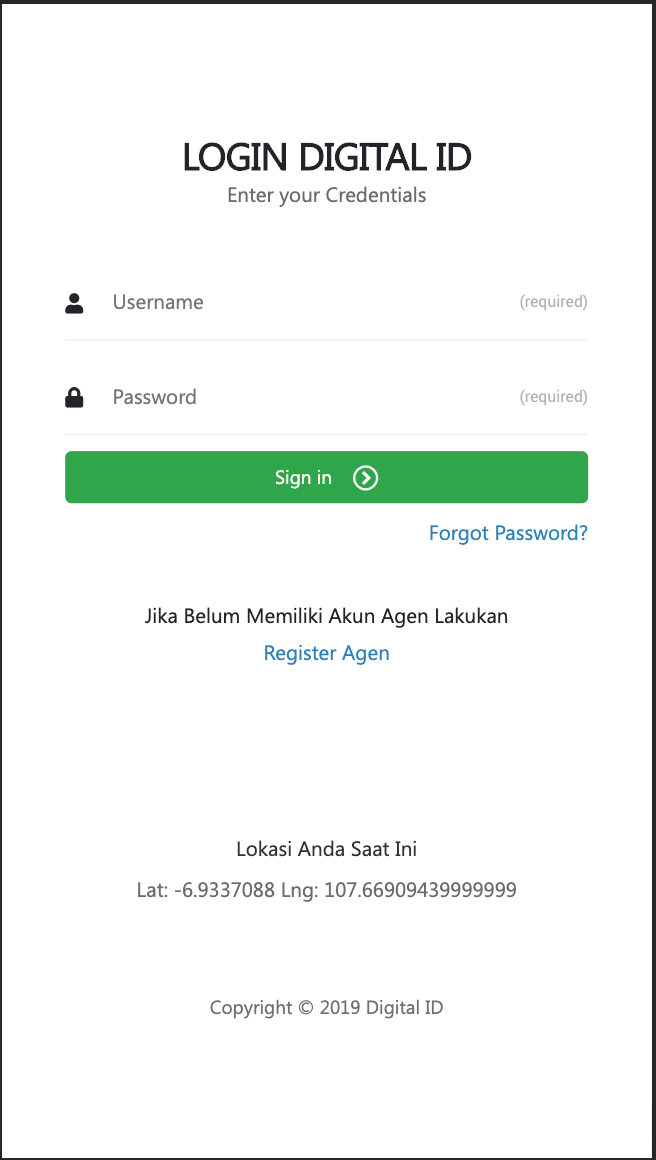 LOGIN DIGITAL ID
Enter your Credentials
Username (required)
Password (required)
Sign in
Forgot Password?
Jika Belum Memiliki Akun Agen Lakukan
Register Agen
Lokasi Anda Saat Ini
Lat: -6.9337088 Lng: 107.66909439999999
Copyright © 2019 Digital ID